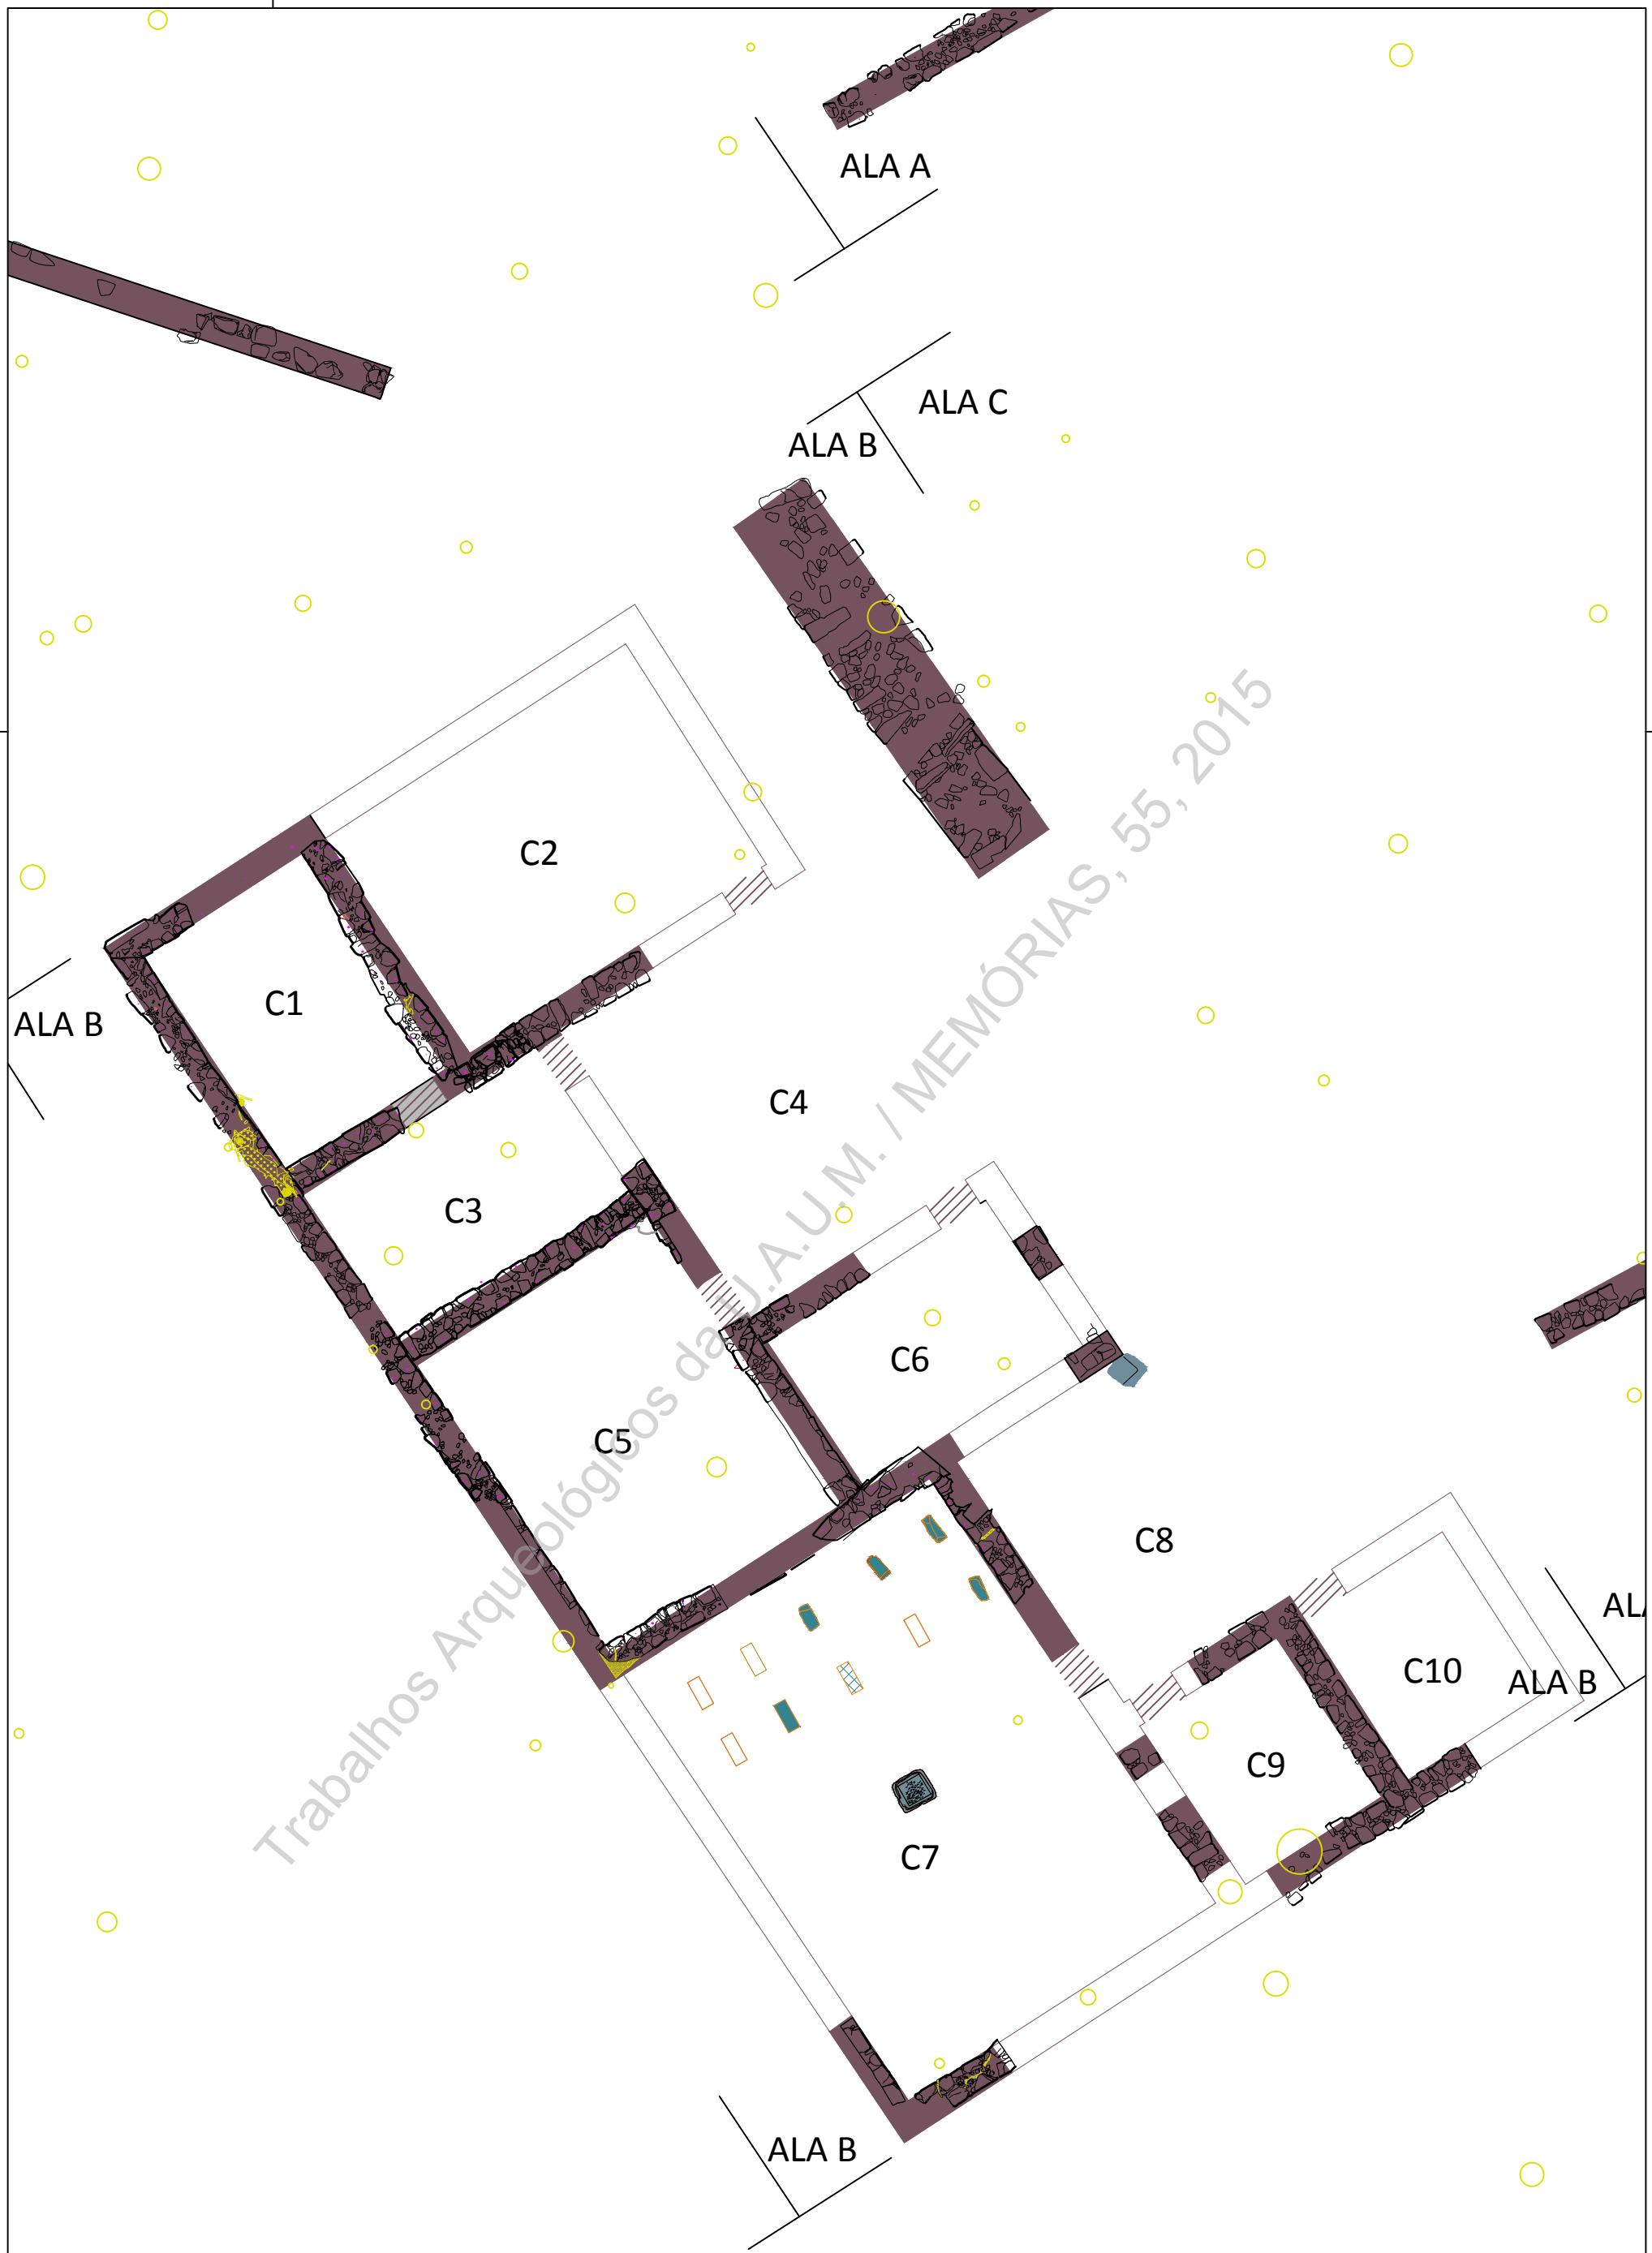 ALA A
ALA C
ALA B
C2
C1
ALA B
C4
C3
C6
C5
C8
C10
ALA B
C9
C7
ALA B
Trabalhos Arqueológicos da U.A.U.M. / MEMÓRIAS, 55, 2015